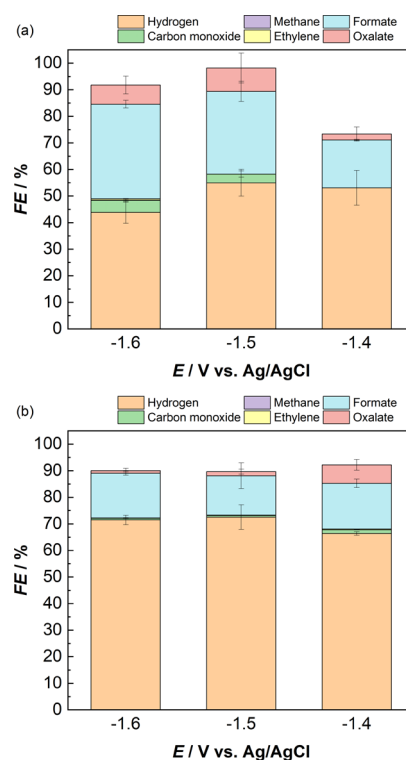 (a)
Hydrogen Methane Formate
Carbon monoxide Ethylene Oxalate
100
90
80
70
60
50
40
30
20
10
0
FE / %
-1.6 -1.5 -1.4
E / V vs. Ag/AgCl
(b)
Hydrogen Methane Formate
Carbon monoxide Ethylene Oxalate
100
90
80
70
60
50
40
30
20
10
0
FE / %
-1.6 -1.5 -1.4
E / V vs. Ag/AgCl